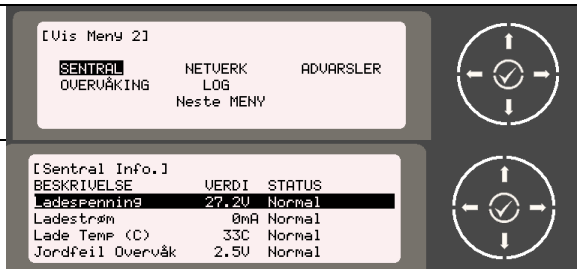 [Vis Meny 2]
SENTRAL NETVERK ADVARSLER
OVERVÅKING LOG
Neste MENY
[Sentral Info.]
BESKRIVELSE VERDI STATUS
Ladespenning 27.2V Normal
Ladestrøm 0mA Normal
Lade Temp (C) 33C Normal
Jordfeil Overvåk 2.5V Normal